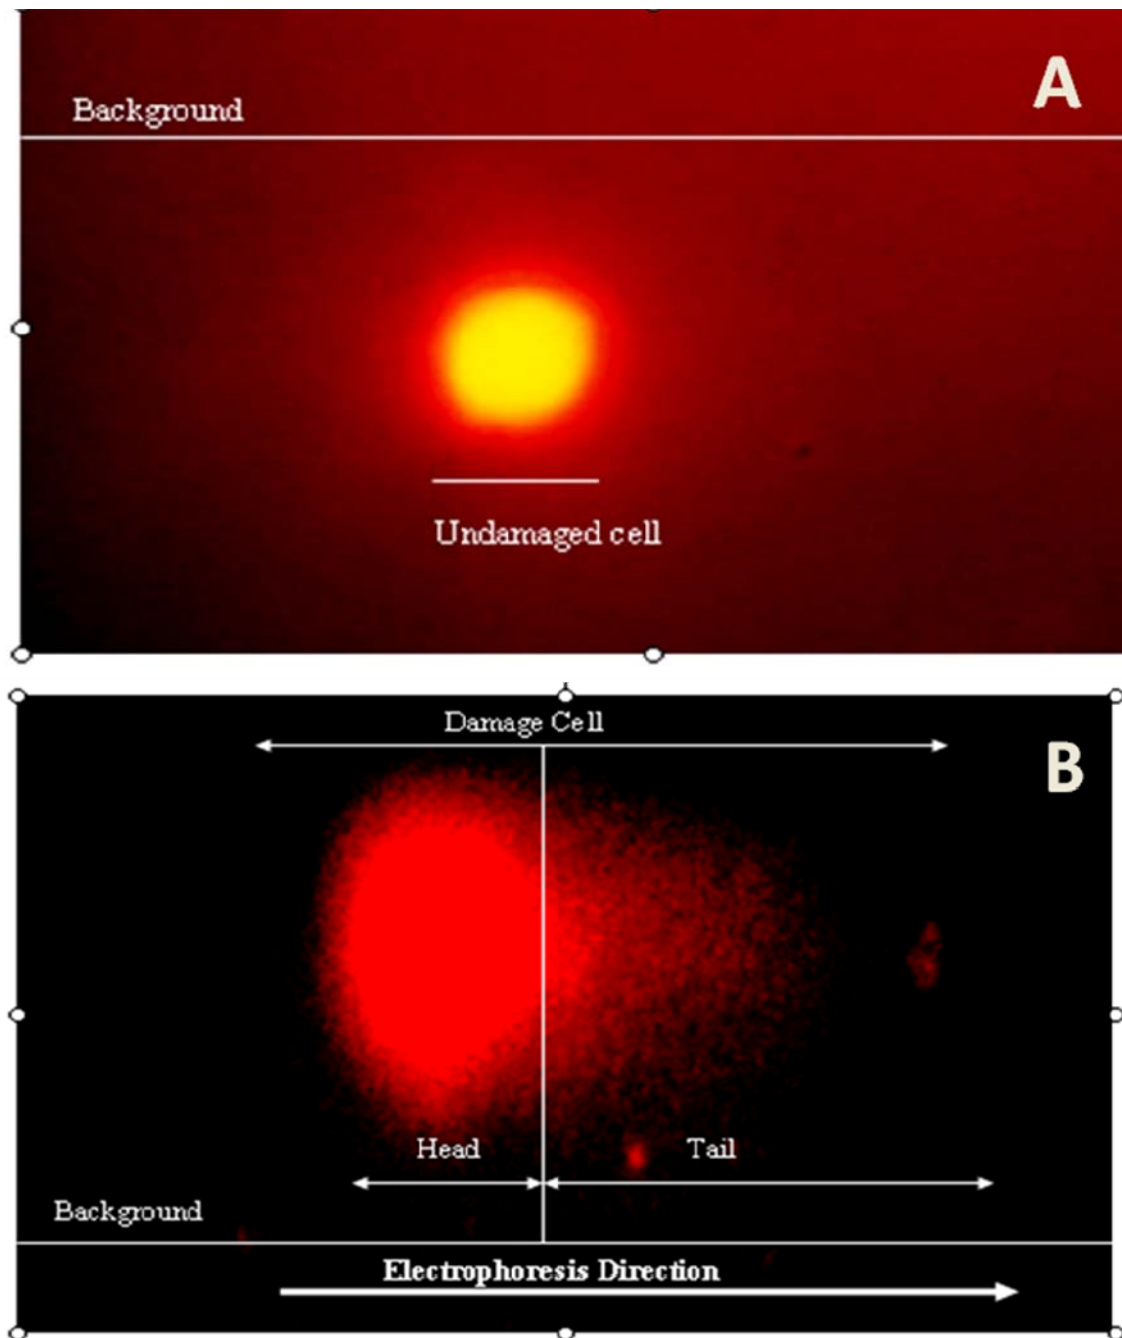 A
Background
Undamaged cell
Damage Cell
B
Head
Tail
Background
Electrophoresis Direction